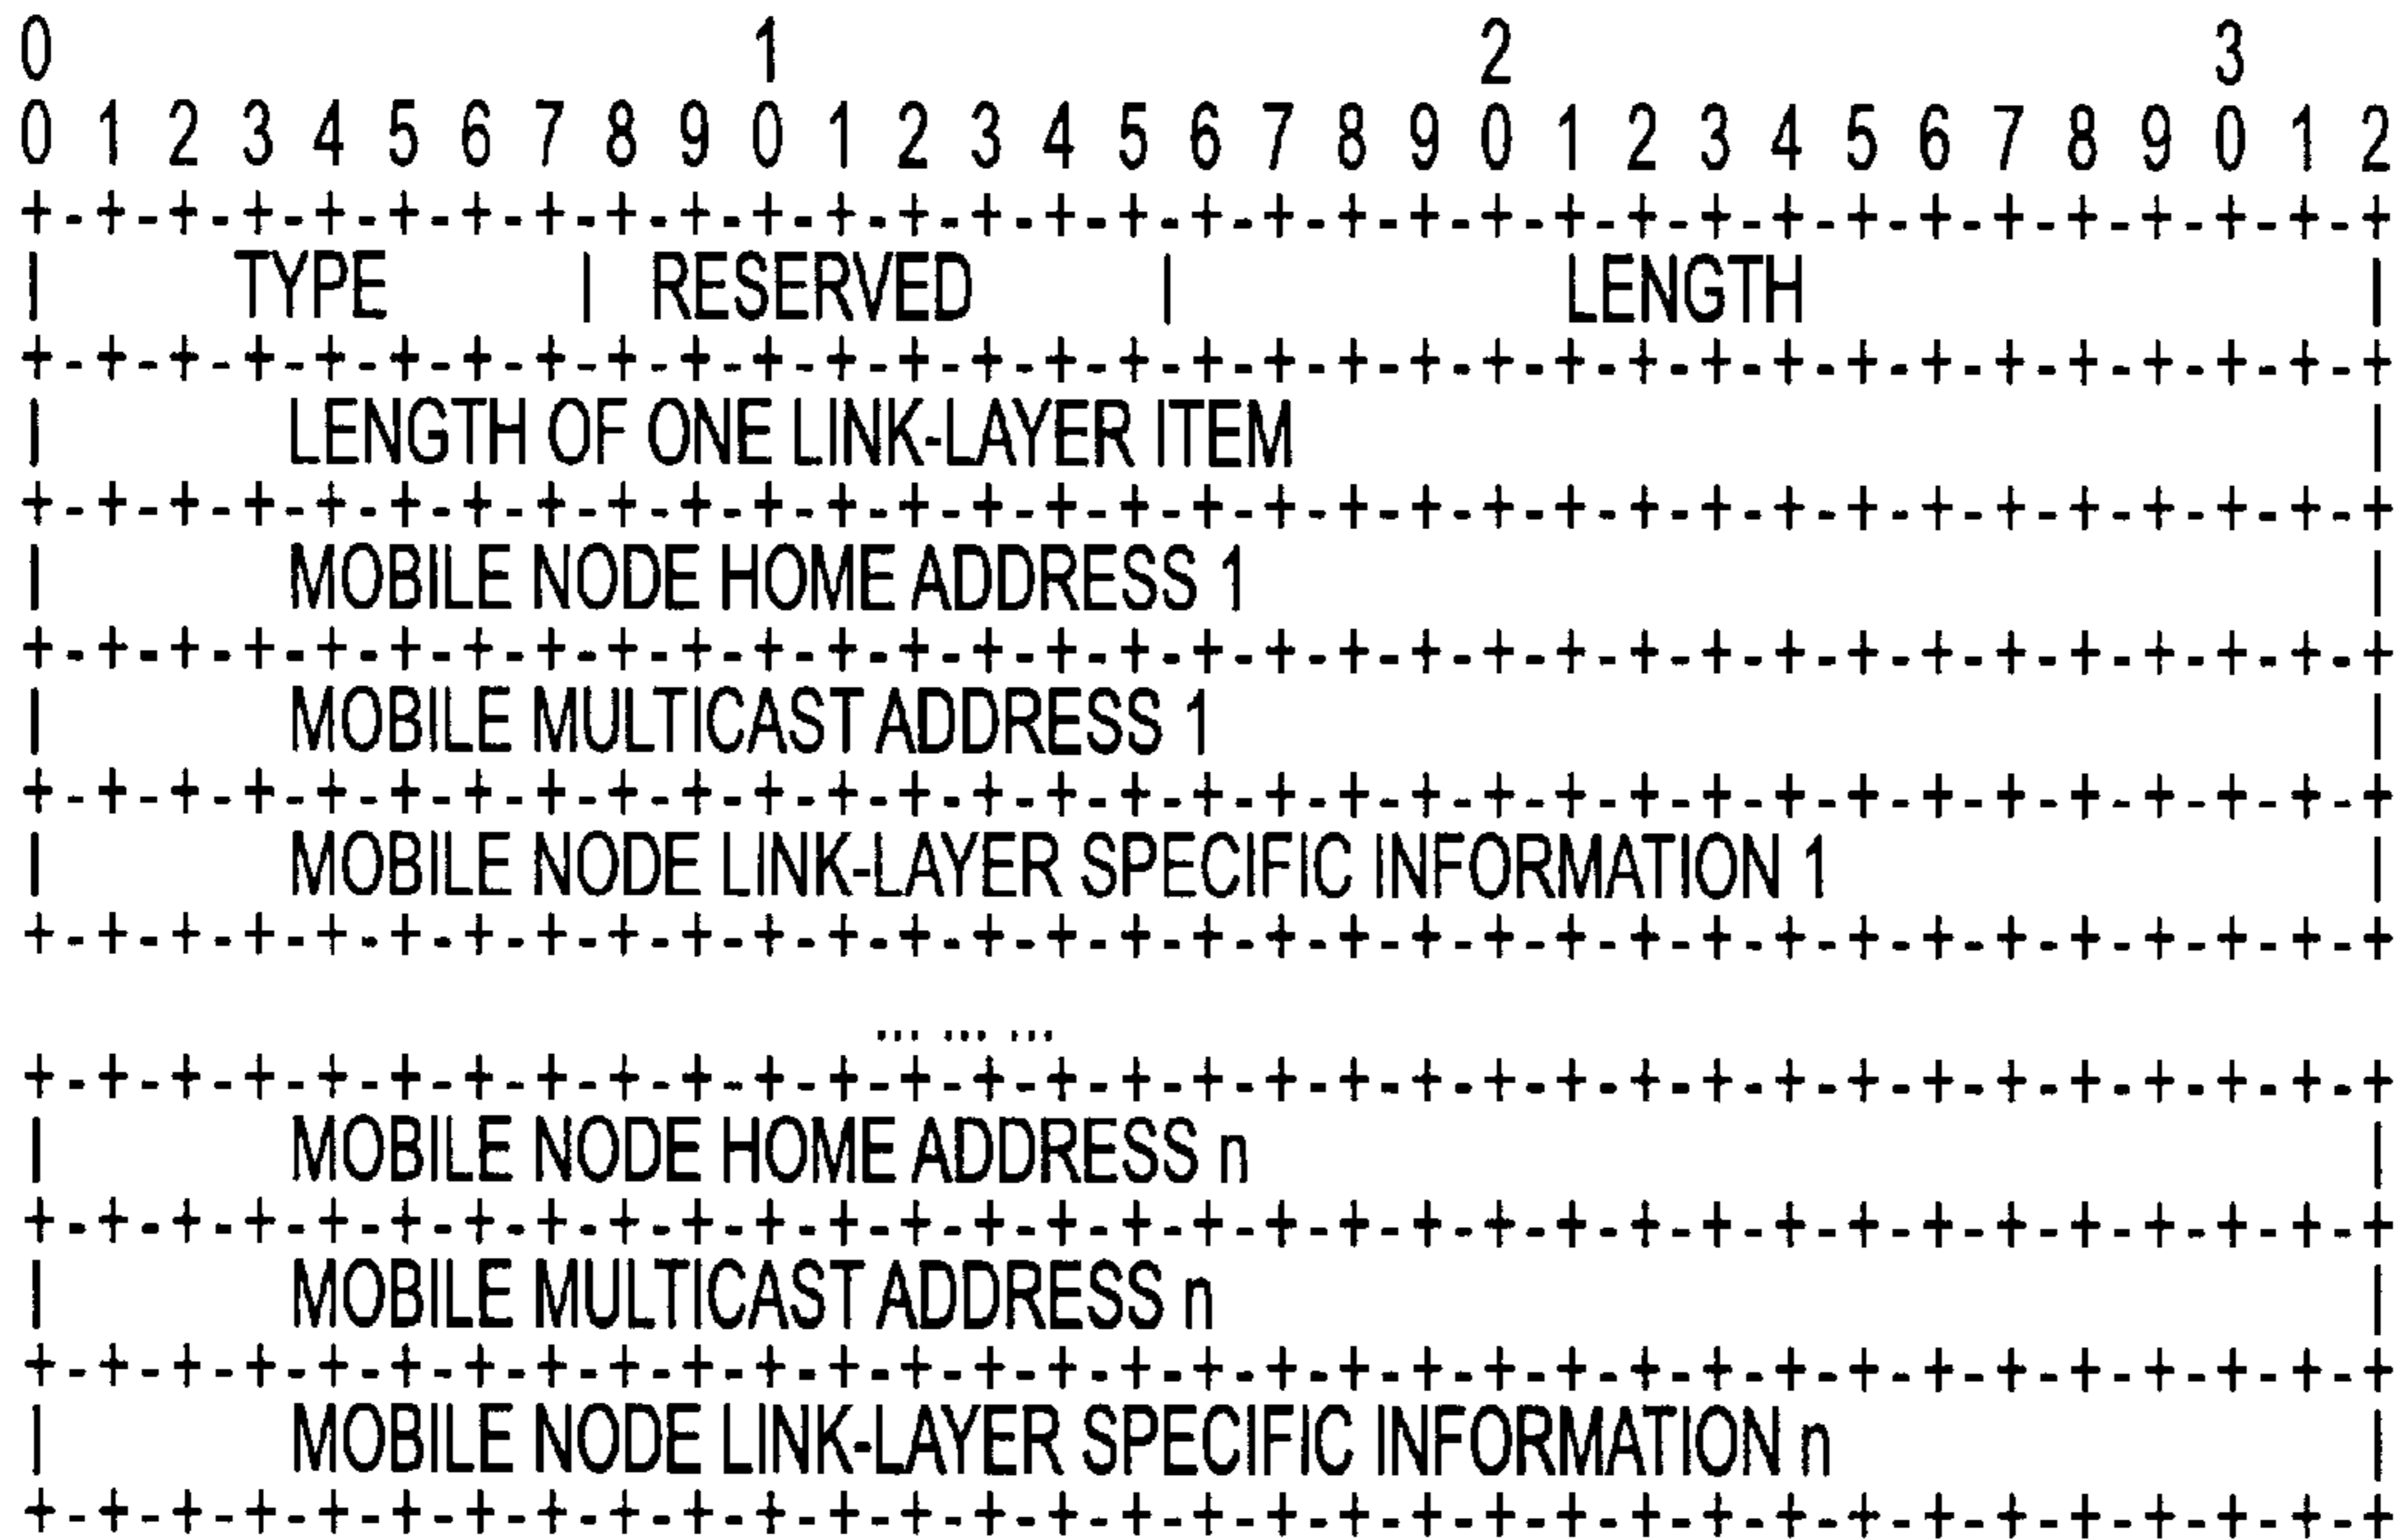 0 1 2 3
0 1 2 3 4 5 6 7 8 9 0 1 2 3 4 5 6 7 8 9 0 1 2 3 4 5 6 7 8 9 0 1 2
+-+-+-+-+-+-+-+-+-+-+-+-+-+-+-+-+-+-+-+-+-+-+-+-+-+-+-+-+-+-+-+-+
| TYPE | RESERVED | LENGTH |
+-+-+-+-+-+-+-+-+-+-+-+-+-+-+-+-+-+-+-+-+-+-+-+-+-+-+-+-+-+-+-+-+
| LENGTH OF ONE LINK-LAYER ITEM |
+-+-+-+-+-+-+-+-+-+-+-+-+-+-+-+-+-+-+-+-+-+-+-+-+-+-+-+-+-+-+-+-+
| MOBILE NODE HOME ADDRESS 1 |
+-+-+-+-+-+-+-+-+-+-+-+-+-+-+-+-+-+-+-+-+-+-+-+-+-+-+-+-+-+-+-+-+
| MOBILE MULTICAST ADDRESS 1 |
+-+-+-+-+-+-+-+-+-+-+-+-+-+-+-+-+-+-+-+-+-+-+-+-+-+-+-+-+-+-+-+-+
| MOBILE NODE LINK-LAYER SPECIFIC INFORMATION 1 |
+-+-+-+-+-+-+-+-+-+-+-+-+-+-+-+-+-+-+-+-+-+-+-+-+-+-+-+-+-+-+-+-+
... ... ...
+-+-+-+-+-+-+-+-+-+-+-+-+-+-+-+-+-+-+-+-+-+-+-+-+-+-+-+-+-+-+-+-+
| MOBILE NODE HOME ADDRESS n |
+-+-+-+-+-+-+-+-+-+-+-+-+-+-+-+-+-+-+-+-+-+-+-+-+-+-+-+-+-+-+-+-+
| MOBILE MULTICAST ADDRESS n |
+-+-+-+-+-+-+-+-+-+-+-+-+-+-+-+-+-+-+-+-+-+-+-+-+-+-+-+-+-+-+-+-+
| MOBILE NODE LINK-LAYER SPECIFIC INFORMATION n |
+-+-+-+-+-+-+-+-+-+-+-+-+-+-+-+-+-+-+-+-+-+-+-+-+-+-+-+-+-+-+-+-+